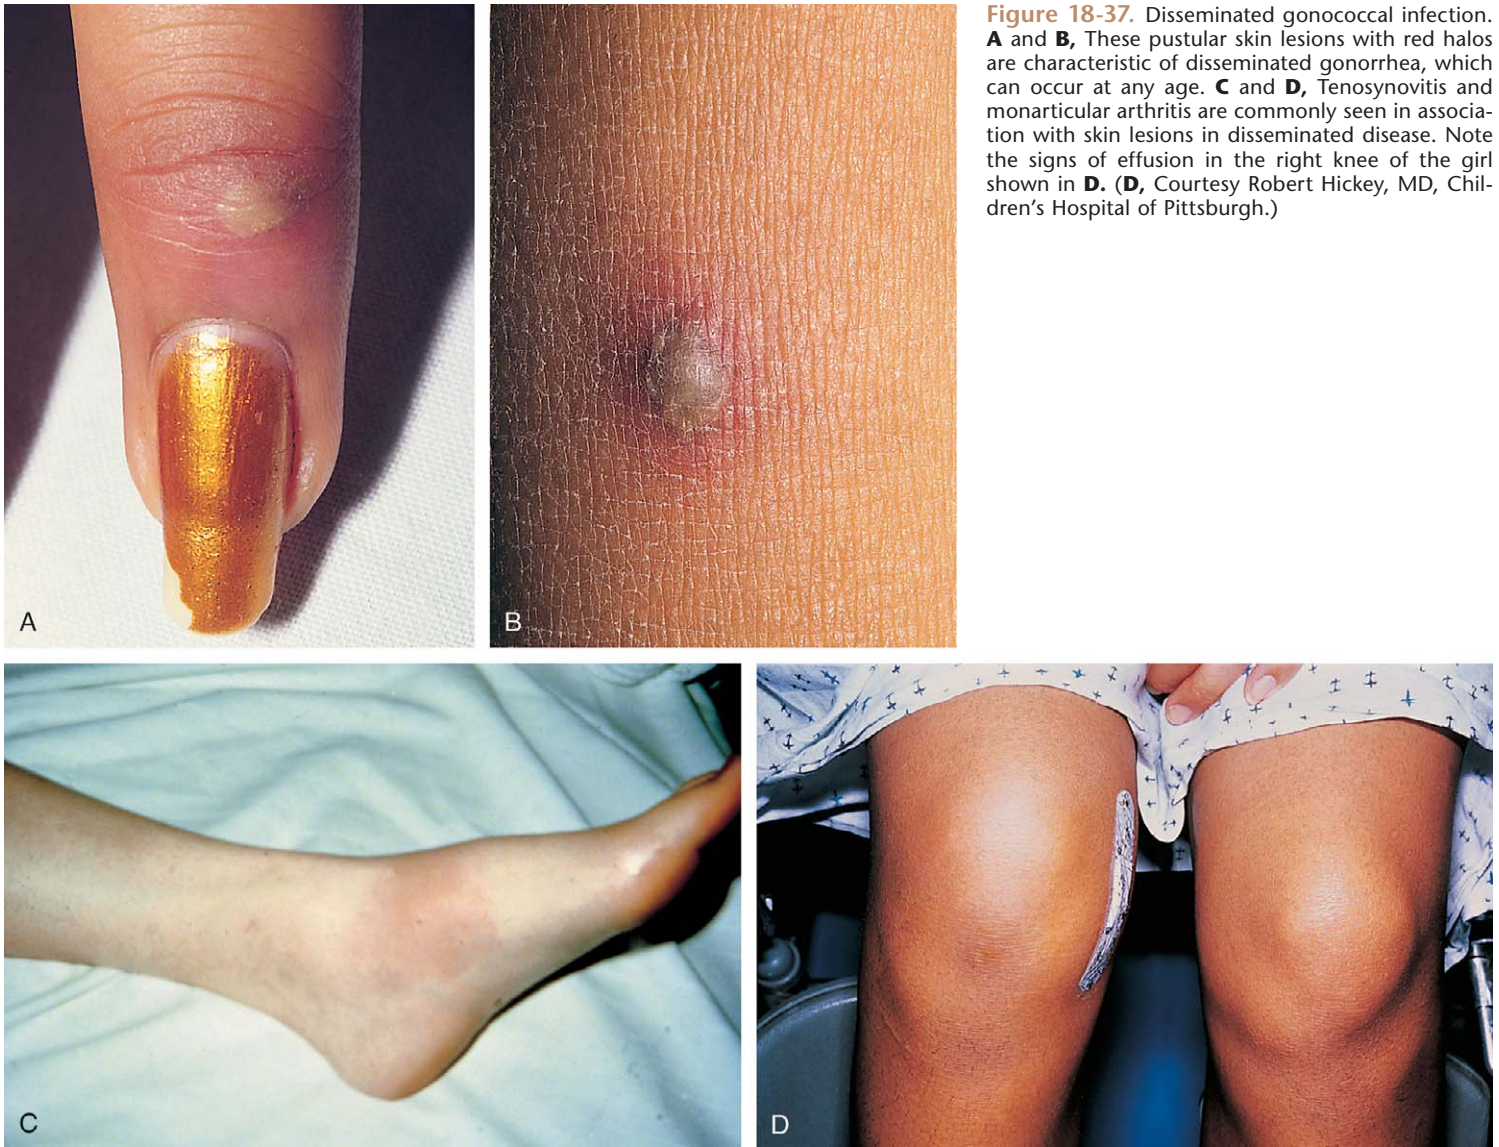 Figure 18-37. Disseminated gonococcal infection.
A and B, These pustular skin lesions with red halos
are characteristic of disseminated gonorrhea, which
can occur at any age. C and D, Tenosynovitis and
monarticular arthritis are commonly seen in associa-
tion with skin lesions in disseminated disease. Note
the signs of effusion in the right knee of the girl
shown in D. (D, Courtesy Robert Hickey, MD, Chil-
dren's Hospital of Pittsburgh.)
A
B
C
D